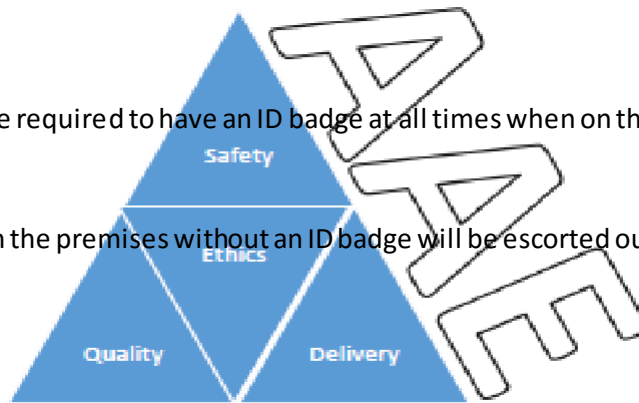 AAE
e required to have an ID badge at all times when on th
Safety
n the premises without an ID badge will be escorted ou
Ethics
Quality Delivery